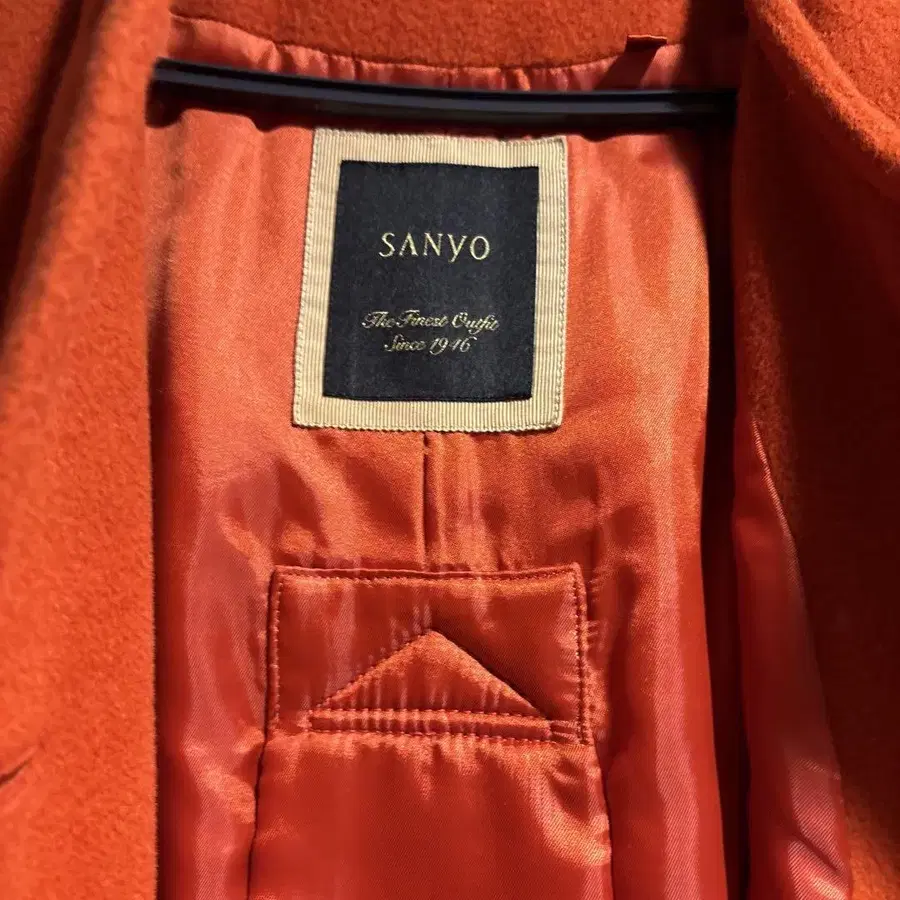 SANYO
The Finest Outfit
Since 1946